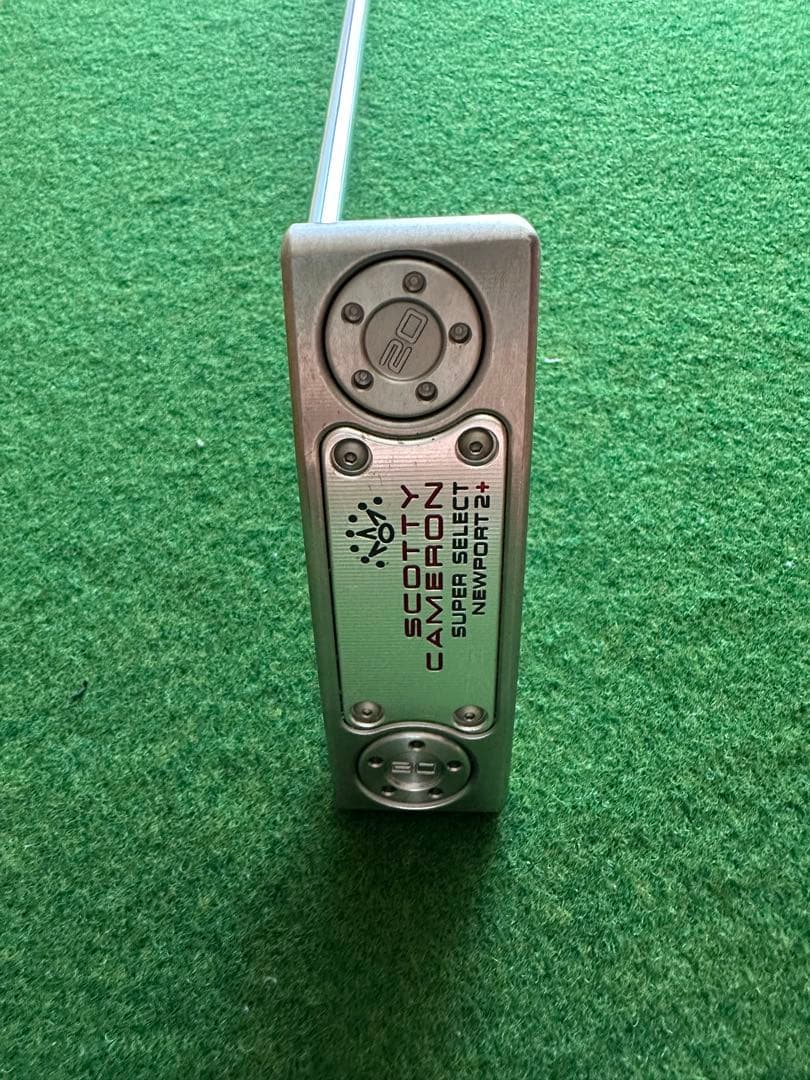 20
SCOTTY
CAMERON
SUPER SELECT
NEWPORT 2+
20